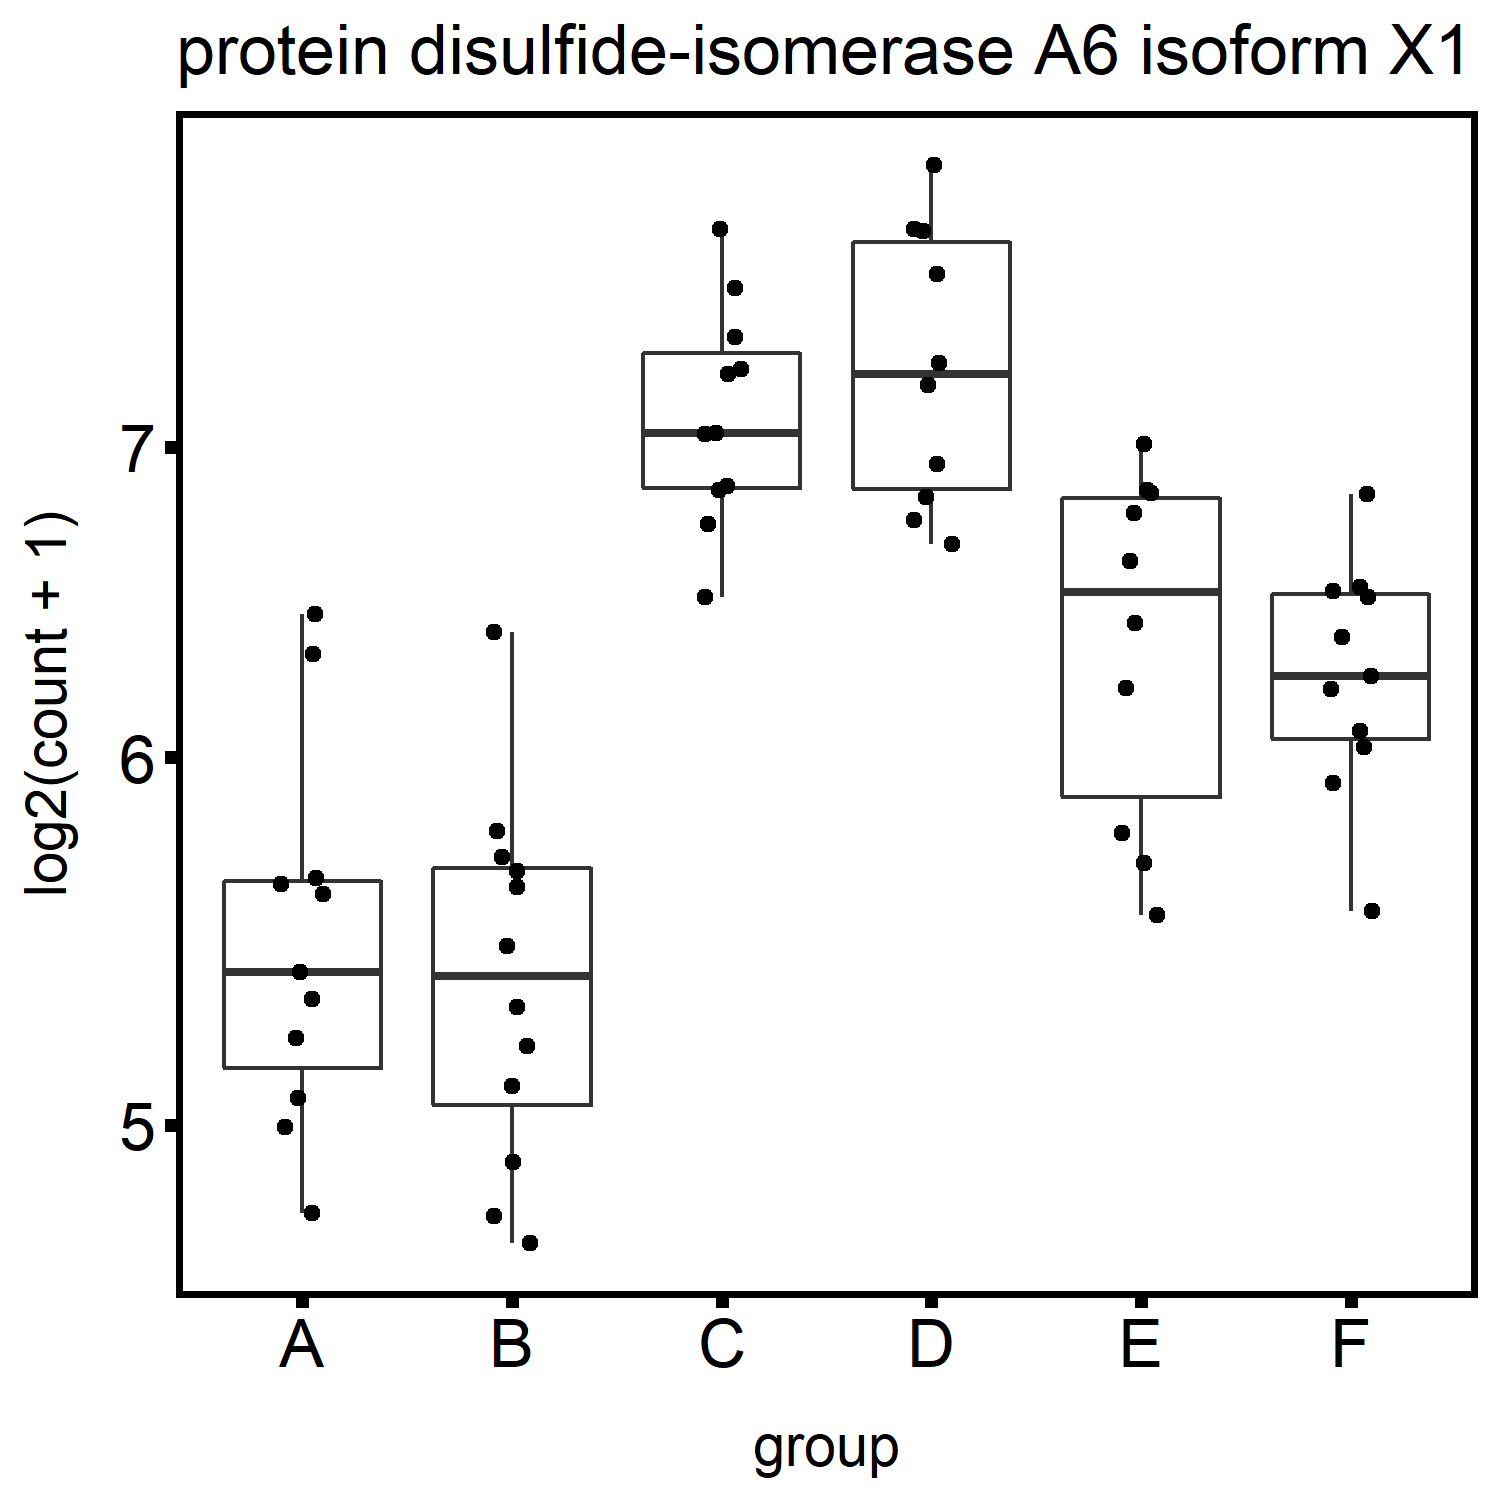 protein disulfide-isomerase A6 isoform X1
log2(count + 1)
7
6
5
A B C D E F
group